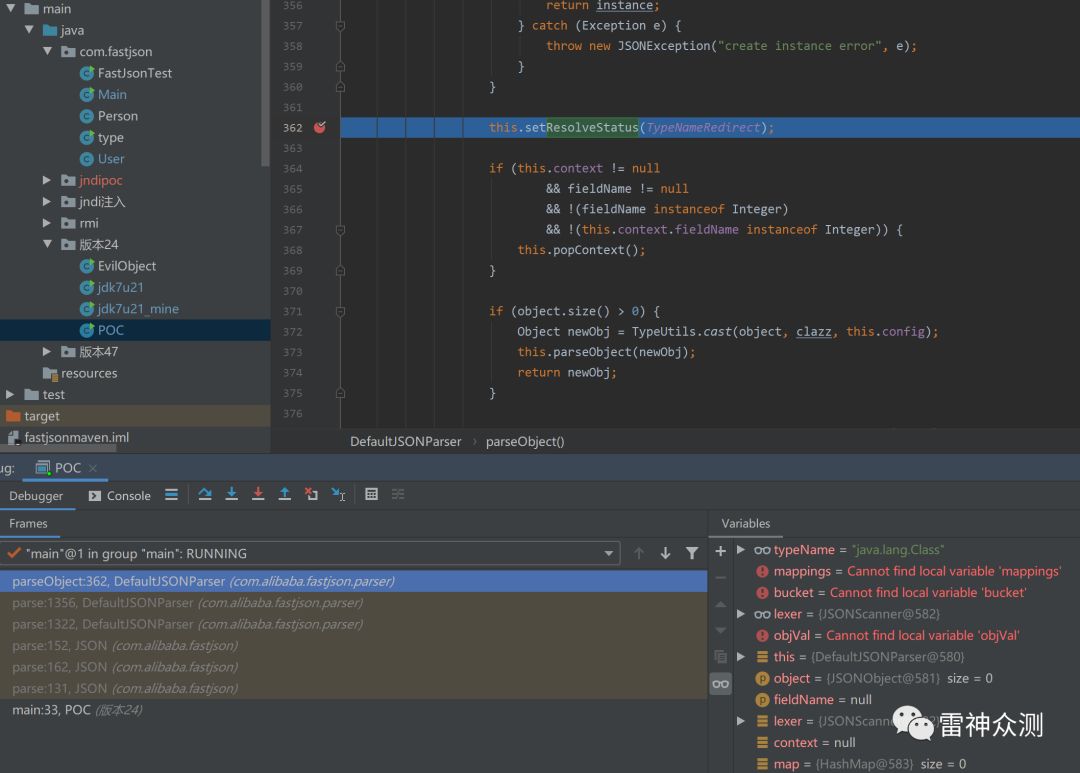 main
java
com.fastjson
FastJsonTest
Main
Person
type
User
jndipoc
jndi注入
rmi
版本24
EvilObject
jdk7u21
jdk7u21_mine
POC
版本47
resources
test
target
fastjsonmaven.iml
356 return instance;
357 } catch (Exception e) {
358 throw new JSONException("create instance error", e);
359 }
360 }
361
362 this.setResolveStatus(TypeNameRedirect);
363
364 if (this.context != null
365 && fieldName != null
366 && !(fieldName instanceof Integer)
367 && !(this.context.fieldName instanceof Integer)) {
368 this.popContext();
369 }
370
371 if (object.size() > 0) {
372 Object newObj = TypeUtils.cast(object, clazz, this.config);
373 this.parseObject(newObj);
374 return newObj;
375 }
376
DefaultJSONParser › parseObject()
ug: POC ×
Debugger Console
Frames
"main"@1 in group "main": RUNNING
parseObject:362, DefaultJSONParser (com.alibaba.fastjson.parser)
parse:1356, DefaultJSONParser (com.alibaba.fastjson.parser)
parse:1322, DefaultJSONParser (com.alibaba.fastjson.parser)
parse:152, JSON (com.alibaba.fastjson)
parse:162, JSON (com.alibaba.fastjson)
parse:131, JSON (com.alibaba.fastjson)
main:33, POC (版本24)
Variables
typeName = "java.lang.Class"
mappings = Cannot find local variable 'mappings'
bucket = Cannot find local variable 'bucket'
lexer = {JSONScanner@582}
objVal = Cannot find local variable 'objVal'
this = {DefaultJSONParser@580}
object = {JSONObject@581} size = 0
fieldName = null
lexer = {JSONScanner
context = null
map = {HashMap@583} size = 0
雷神众测